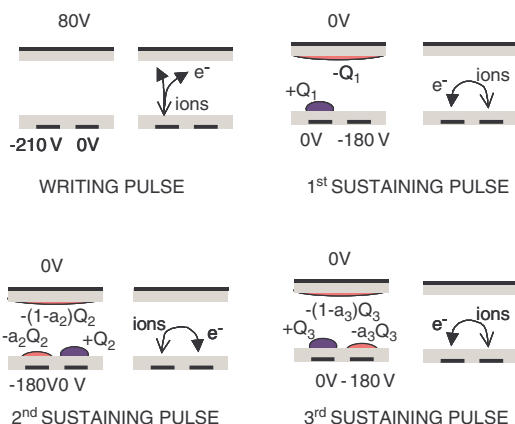 80V
e-
ions
-210 V 0V
WRITING PULSE
0V
-Q1
+Q1
0V -180 V
e- ions
1st SUSTAINING PULSE
0V
-(1-a2)Q2
-a2Q2 +Q2
-180V0 V
ions e-
2nd SUSTAINING PULSE
0V
-(1-a3)Q3
+Q3 -a3Q3
0V -180 V
e- ions
3rd SUSTAINING PULSE